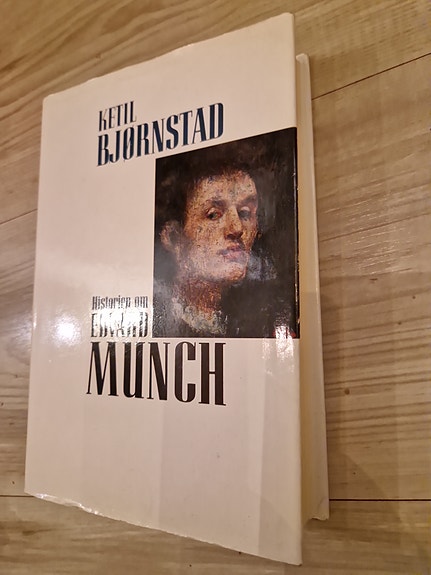 KETIL
BJØRNSTAD
Historien om
EDVARD
MUNCH